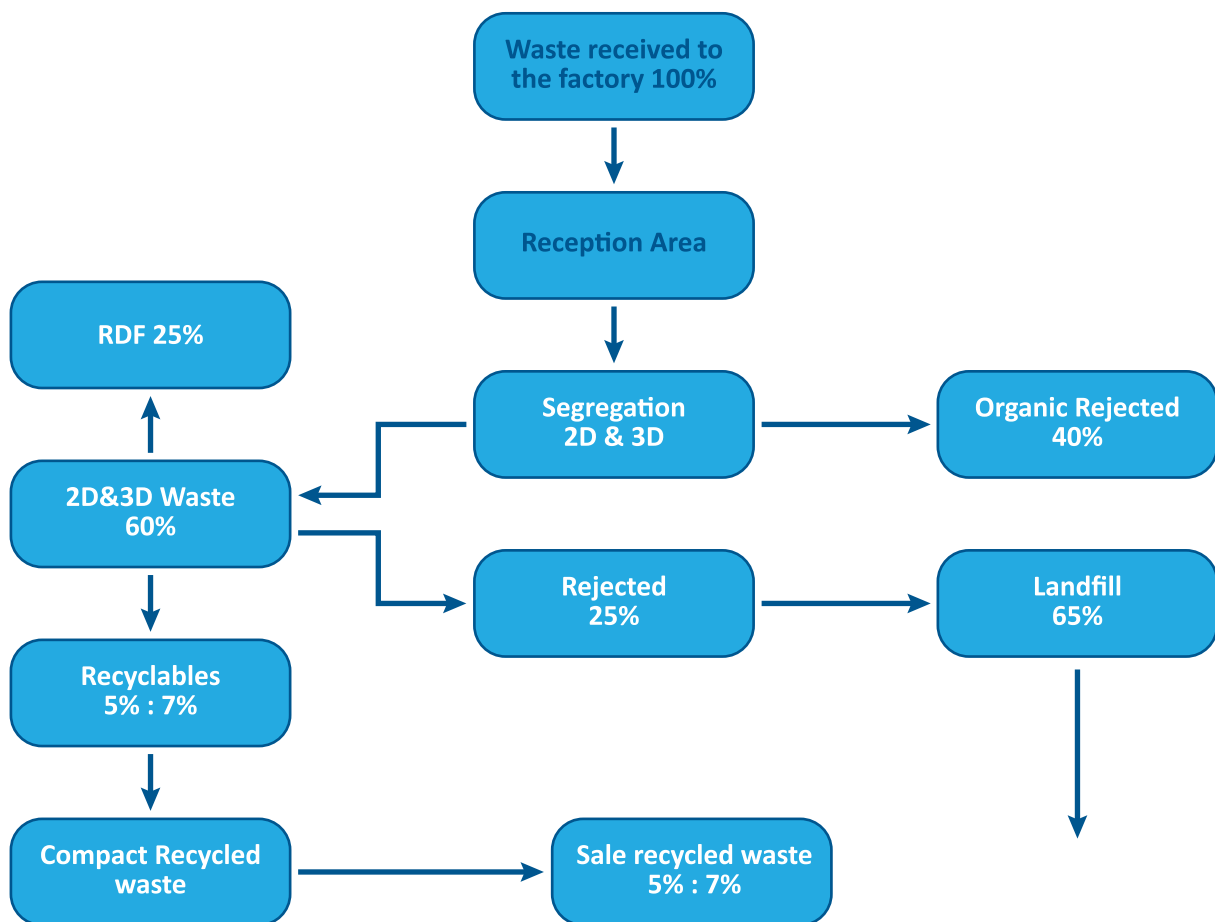 Waste received to
the factory 100%
Reception Area
RDF 25%
Segregation
2D & 3D
Organic Rejected
40%
2D&3D Waste
60%
Rejected
25%
Landfill
65%
Recyclables
5% : 7%
Compact Recycled
waste
Sale recycled waste
5% : 7%